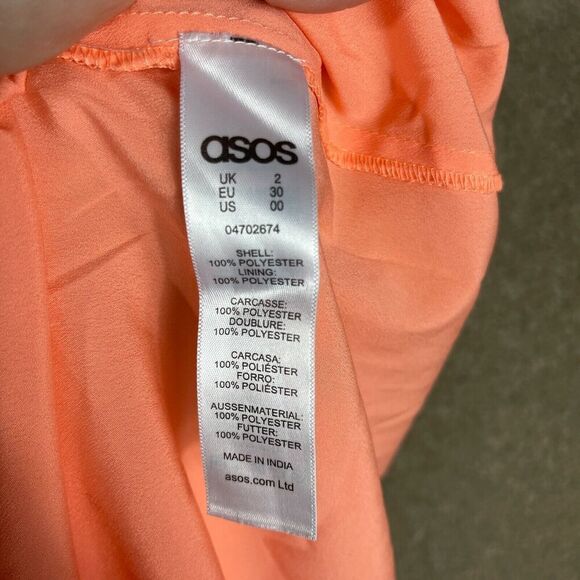 asos
UK 2
EU 30
US 00
04702674
SHELL:
100% POLYESTER
LINING:
100% POLYESTER
CARCASSE:
100% POLYESTER
DOUBLURE:
100% POLYESTER
CARCASA:
100% POLIÉSTER
FORRO:
100% POLIÉSTER
AUSSENMATERIAL:
100% POLYESTER
FUTTER:
100% POLYESTER
MADE IN INDIA
asos.com Ltd